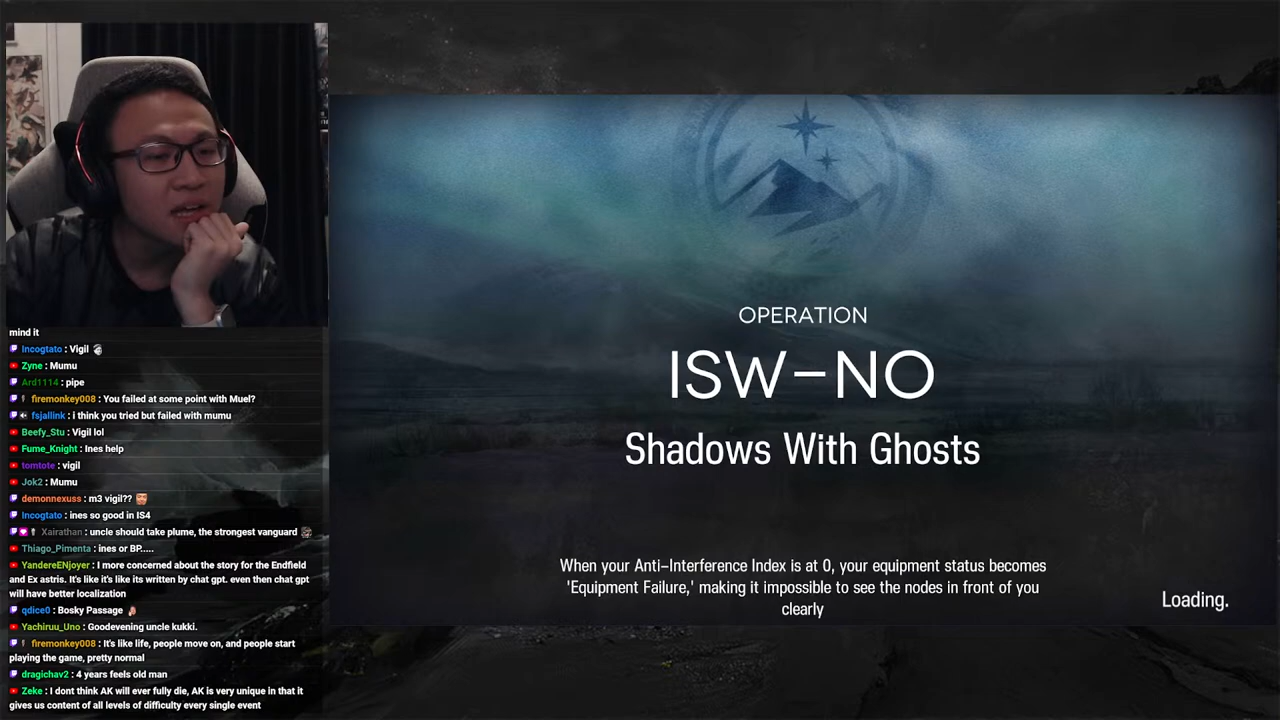 mind it
Incogtato : Vigil
Zyne : Mumu
Ard1114 : pipe
firemonkey008 : You failed at some point with Muel?
fsjallink : i think you tried but failed with mumu
Beefy_Stu : Vigil lol
Fume_Knight : Ines help
tomtote : vigil
Jok2 : Mumu
demonnexuss : m3 vigil??
Incogtato : ines so good in IS4
Xairathan : uncle should take plume, the strongest vanguard
Thiago_Pimenta : ines or BP.....
YandereENjoyer : I more concerned about the story for the Endfield
and Ex astris. It's like it's like its written by chat gpt. even then chat gpt
will have better localization
qdice0 : Bosky Passage
Yachiruu_Uno : Goodevening uncle kukki.
firemonkey008 : It's like life, people move on, and people start
playing the game, pretty normal
dragichav2 : 4 years feels old man
Zeke : I dont think AK will ever fully die, AK is very unique in that it
gives us content of all levels of difficulty every single event
OPERATION
ISW-NO
Shadows With Ghosts
When your Anti-Interference Index is at 0, your equipment status becomes
'Equipment Failure,' making it impossible to see the nodes in front of you
clearly
Loading.